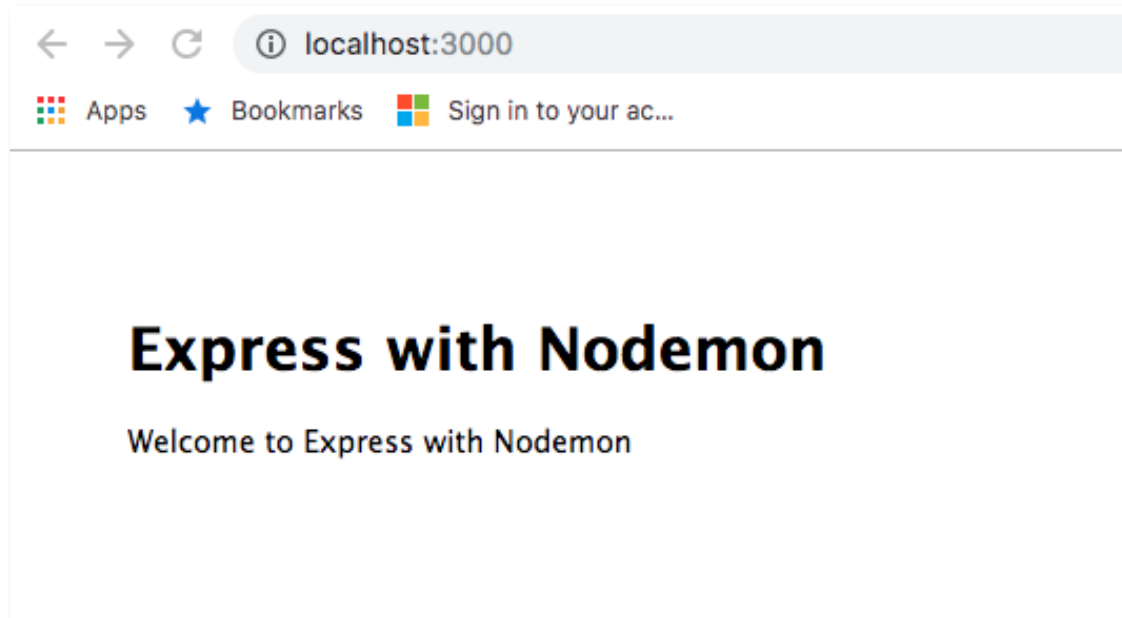 localhost:3000
Apps Bookmarks Sign in to your ac...
Express with Nodemon
Welcome to Express with Nodemon